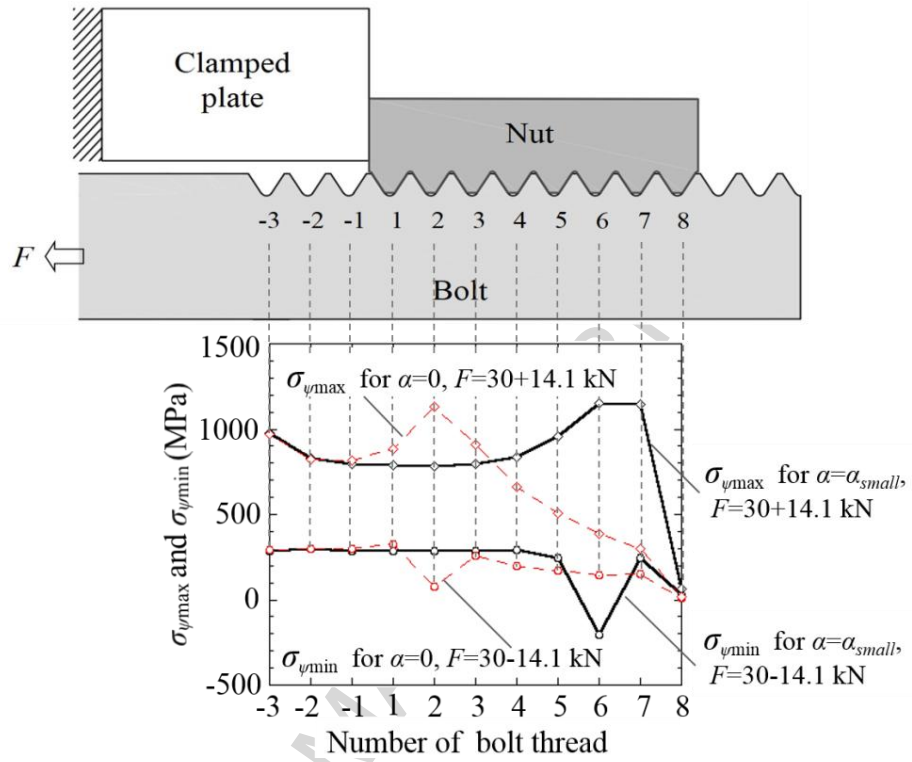 Clamped
plate
Nut
-3 -2 -1 1 2 3 4 5 6 7 8
F
Bolt
1500
1000
500
0
-500
σψmax and σψmin (MPa)
σψmax for α=0, F=30+14.1 kN
σψmax for α=αsmall,
F=30+14.1 kN
σψmin for α=0, F=30-14.1 kN
σψmin for α=αsmall,
F=30-14.1 kN
-3 -2 -1 1 2 3 4 5 6 7 8
Number of bolt thread